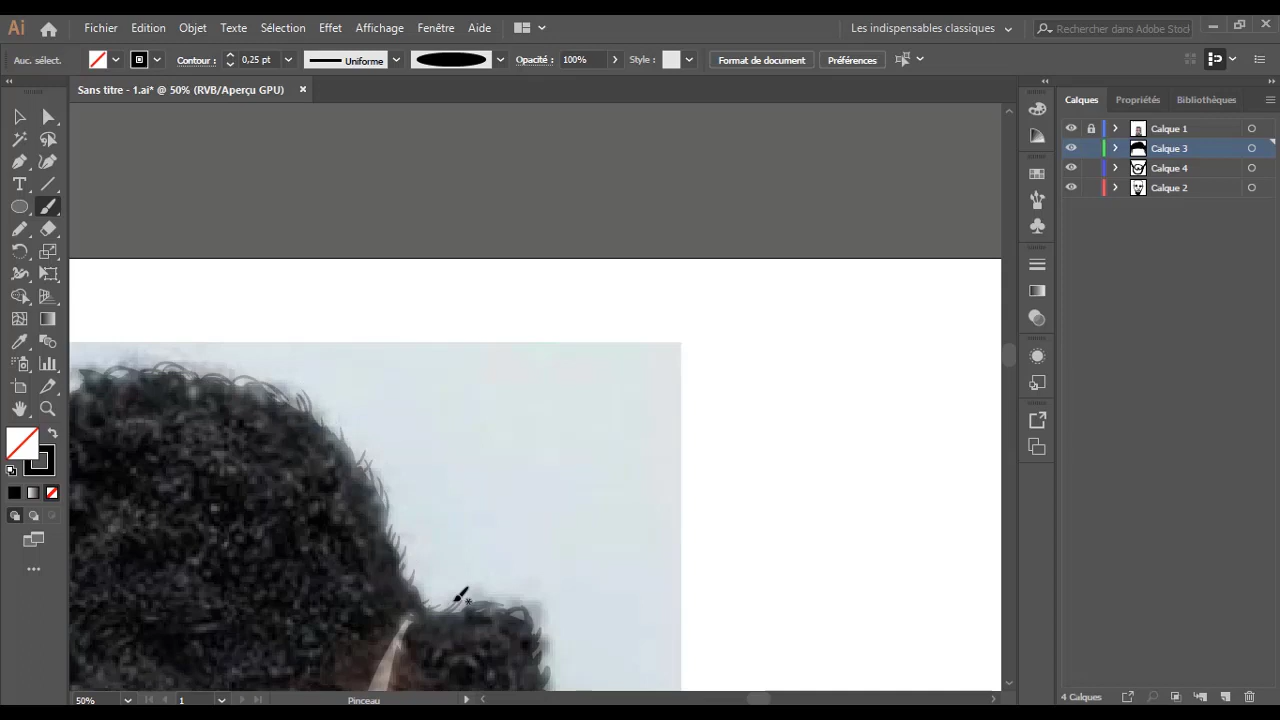 Ai Fichier Edition Objet Texte Sélection Effet Affichage Fenêtre Aide Les indispensables classiques Rechercher dans Adobe Stock
Auc. sélect. Contour : 0,25 pt Uniforme Opacité : 100% Style : Format de document Préférences
Sans titre - 1.ai* @ 50% (RVB/Aperçu GPU)
Calques Propriétés Bibliothèques
Calque 1
Calque 3
Calque 4
Calque 2
50% 1 Pinceau 4 Calques